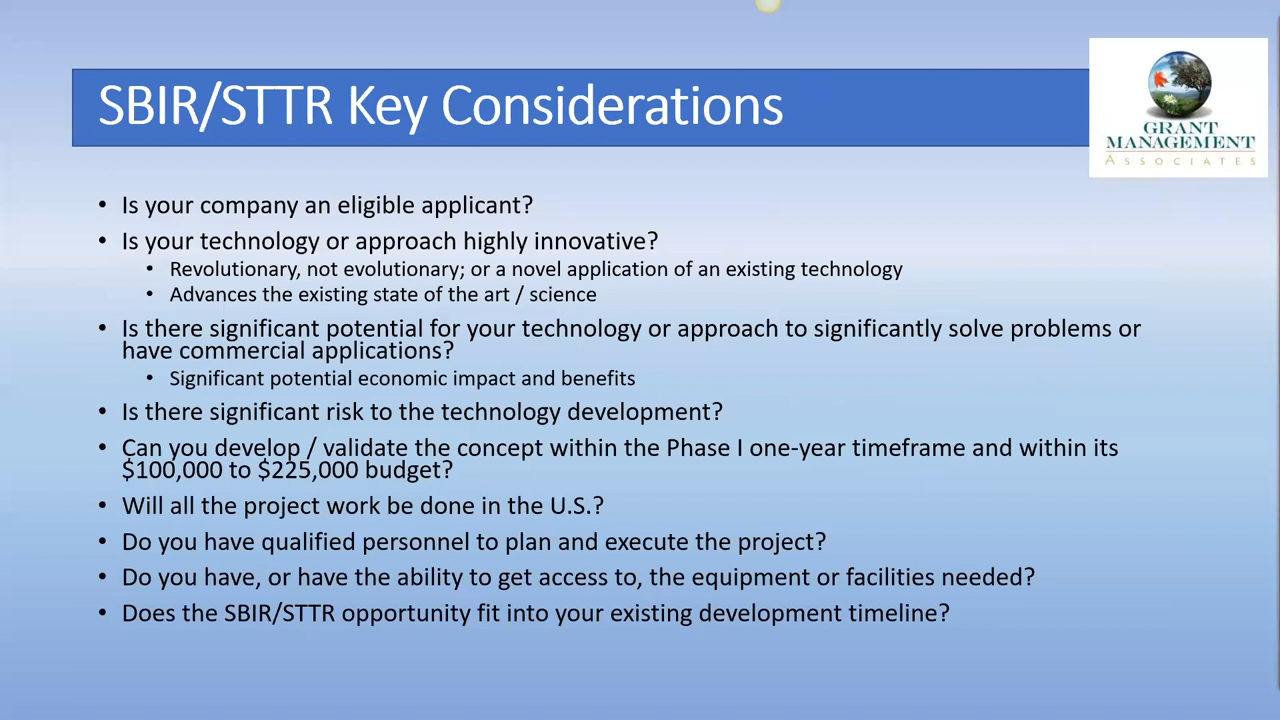 SBIR/STTR Key Considerations
GRANT
MANAGEMENT
ASSOCIATES
• Is your company an eligible applicant?
• Is your technology or approach highly innovative?
• Revolutionary, not evolutionary; or a novel application of an existing technology
• Advances the existing state of the art / science
• Is there significant potential for your technology or approach to significantly solve problems or
have commercial applications?
• Significant potential economic impact and benefits
• Is there significant risk to the technology development?
• Can you develop / validate the concept within the Phase I one-year timeframe and within its
$100,000 to $225,000 budget?
• Will all the project work be done in the U.S.?
• Do you have qualified personnel to plan and execute the project?
• Do you have, or have the ability to get access to, the equipment or facilities needed?
• Does the SBIR/STTR opportunity fit into your existing development timeline?